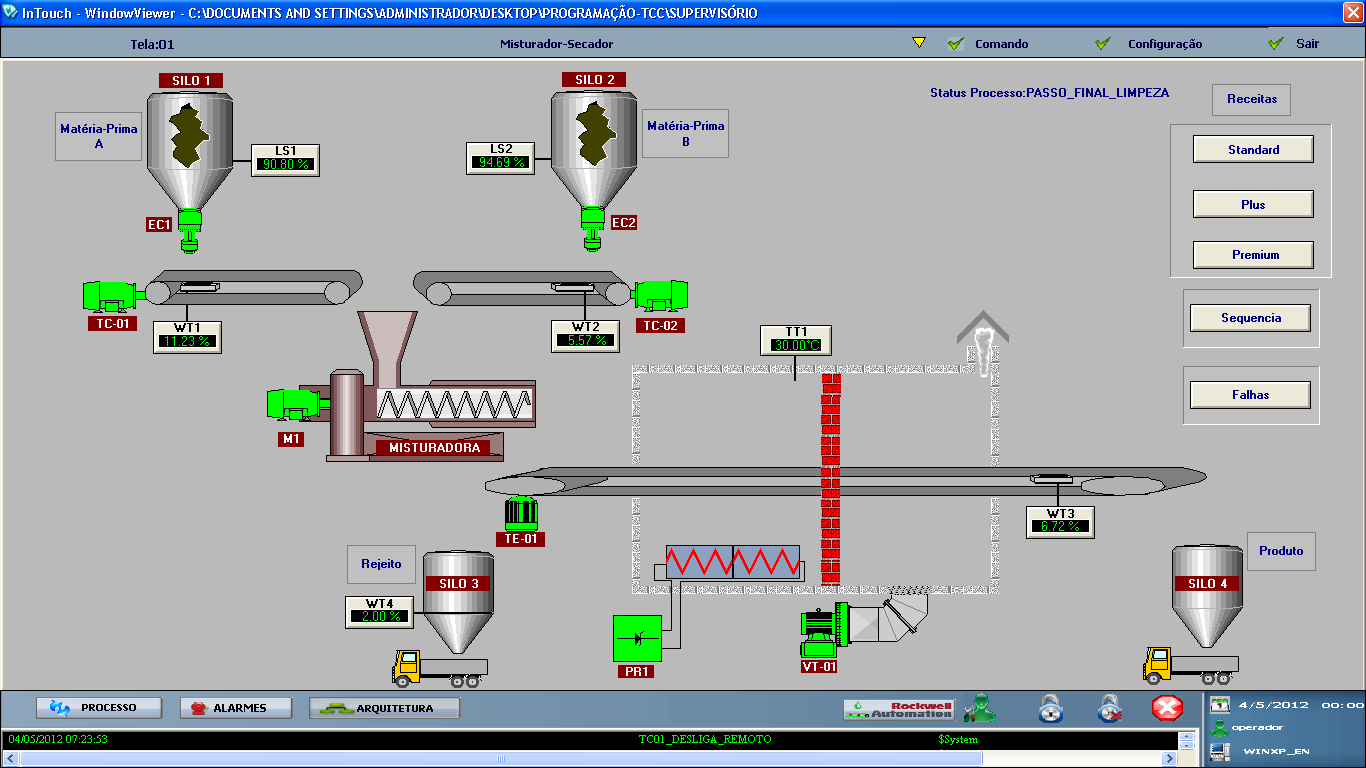 InTouch - WindowViewer - C:\DOCUMENTS AND SETTINGS\ADMINISTRADOR\DESKTOP\PROGRAMAÇÃO-TCC\SUPERVISÓRIO
Tela:01
Misturador-Secador
Comando
Configuração
Sair
SILO 1
SILO 2
Status Processo:PASSO_FINAL_LIMPEZA
Receitas
Matéria-Prima
A
Matéria-Prima
B
LS1
90.80 %
LS2
94.69 %
Standard
Plus
Premium
EC1
EC2
TC-01
WT1
11.23 %
WT2
5.57 %
TC-02
Sequencia
TT1
30.00°C
Falhas
M1
MISTURADORA
WT3
6.72 %
TE-01
Rejeito
SILO 3
WT4
2.00 %
Produto
SILO 4
PR1
VT-01
PROCESSO
ALARMES
ARQUITETURA
Rockwell
Automation
4/5/2012 00:00
operador
WINXP_EN
04/05/2012 07:23:53
TC01_DESLIGA_REMOTO
$System